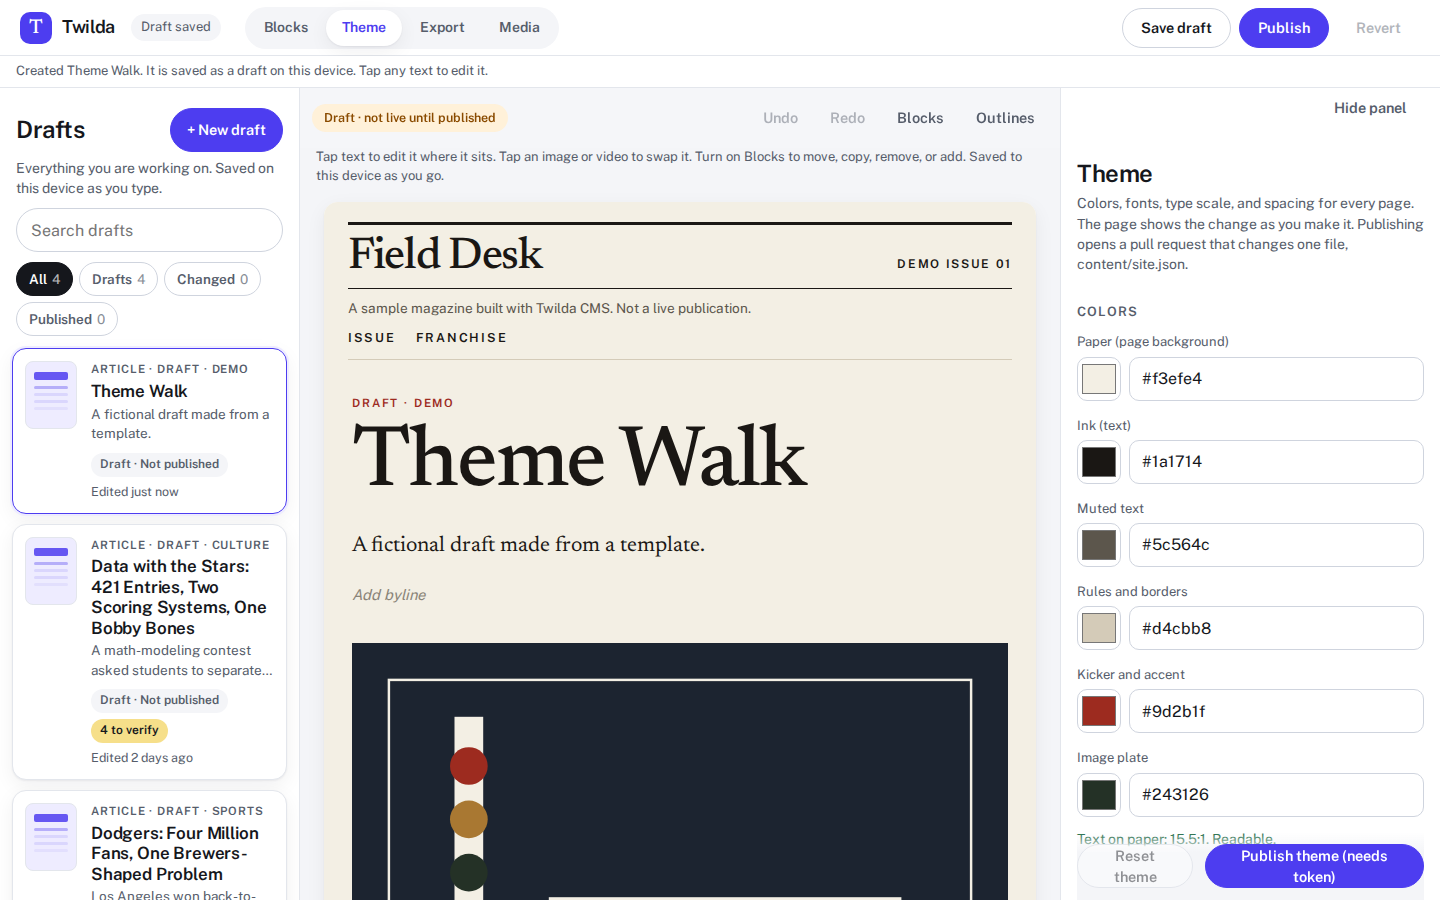 T Twilda Draft saved Blocks Theme Export Media Save draft Publish Revert
Created Theme Walk. It is saved as a draft on this device. Tap any text to edit it.
Drafts
+ New draft
Everything you are working on. Saved on
this device as you type.
Search drafts
All 4 Drafts 4 Changed 0
Published 0
ARTICLE · DRAFT · DEMO
Theme Walk
A fictional draft made from a
template.
Draft · Not published
Edited just now
ARTICLE · DRAFT · CULTURE
Data with the Stars:
421 Entries, Two
Scoring Systems, One
Bobby Bones
A math-modeling contest
asked students to separate...
Draft · Not published
4 to verify
Edited 2 days ago
ARTICLE · DRAFT · SPORTS
Dodgers: Four Million
Fans, One Brewers-
Shaped Problem
Los Angeles won back-to-
Draft · not live until published
Undo Redo Blocks Outlines
Tap text to edit it where it sits. Tap an image or video to swap it. Turn on Blocks to move, copy, remove, or add. Saved to
this device as you go.
Field Desk
DEMO ISSUE 01
A sample magazine built with Twilda CMS. Not a live publication.
ISSUE FRANCHISE
DRAFT · DEMO
Theme Walk
A fictional draft made from a template.
Add byline
Hide panel
Theme
Colors, fonts, type scale, and spacing for every page.
The page shows the change as you make it. Publishing
opens a pull request that changes one file,
content/site.json.
COLORS
Paper (page background)
#f3efe4
Ink (text)
#1a1714
Muted text
#5c564c
Rules and borders
#d4cbb8
Kicker and accent
#9d2b1f
Image plate
#243126
Text on paper: 15.5:1. Readable.
Reset
theme
Publish theme (needs
token)